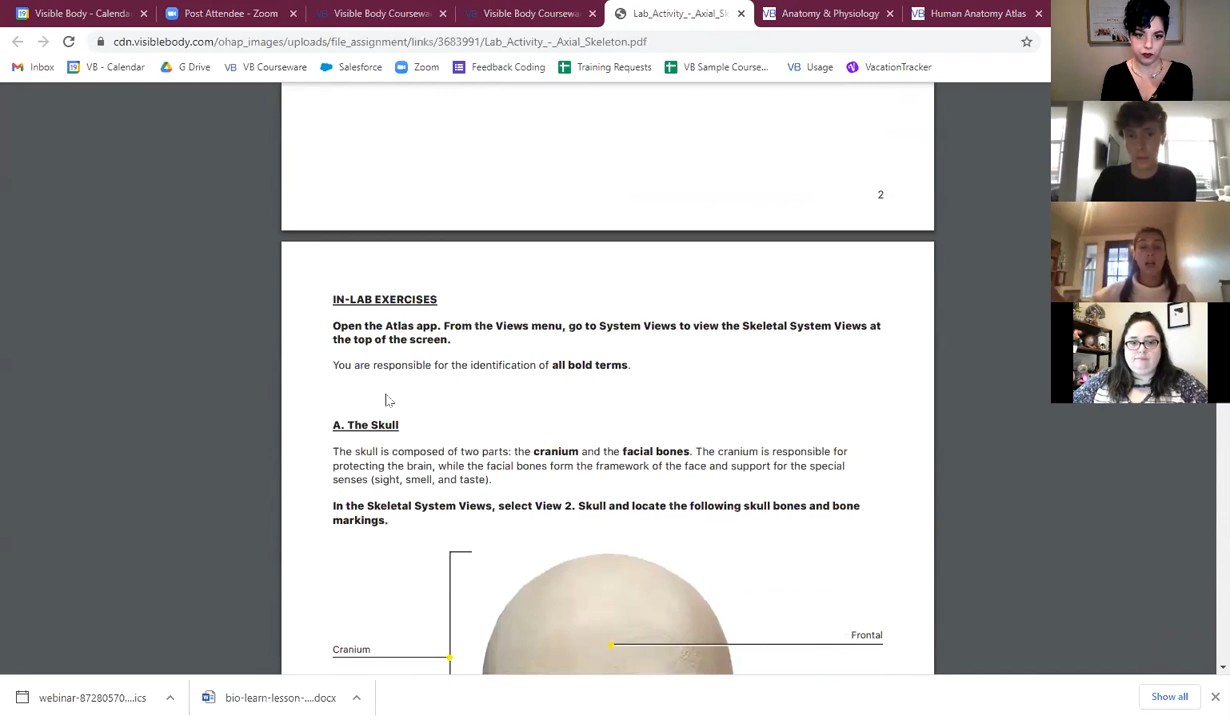 Visible Body - Calenda
Post Attendee - Zoom
Visible Body Coursewa
Visible Body Coursewa
Lab_Activity_-_Axial_Sk
VB Anatomy & Physiology
VB Human Anatomy Atlas
cdn.visiblebody.com/ohap_images/uploads/file_assignment/links/3683991/Lab_Activity_-_Axial_Skeleton.pdf
Inbox
VB - Calendar
G Drive
VB VB Courseware
Salesforce
Zoom
Feedback Coding
Training Requests
VB Sample Course...
VB Usage
VacationTracker
2
IN-LAB EXERCISES
Open the Atlas app. From the Views menu, go to System Views to view the Skeletal System Views at
the top of the screen.
You are responsible for the identification of all bold terms.
A. The Skull
The skull is composed of two parts: the cranium and the facial bones. The cranium is responsible for
protecting the brain, while the facial bones form the framework of the face and support for the special
senses (sight, smell, and taste).
In the Skeletal System Views, select View 2. Skull and locate the following skull bones and bone
markings.
Frontal
Cranium
webinar-87280570....ics
bio-learn-lesson-....docx
Show all